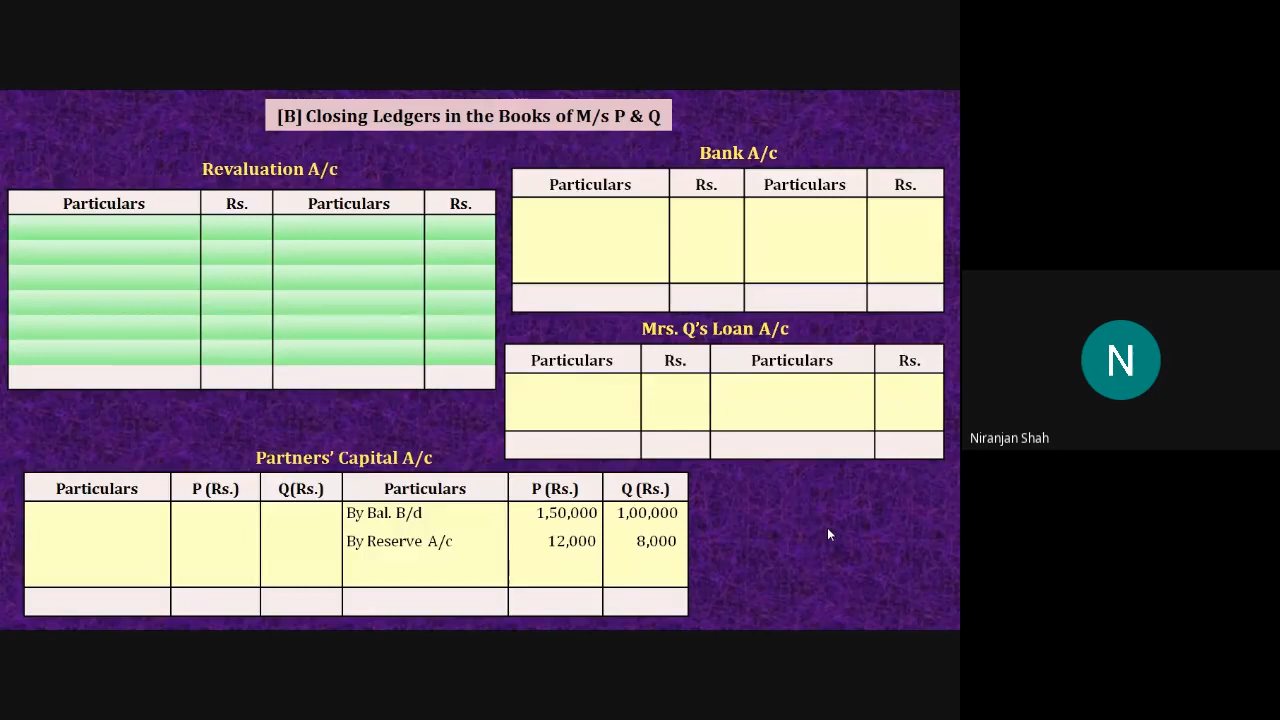 [B] Closing Ledgers in the Books of M/s P & Q
Revaluation A/c
Particulars Rs. Particulars Rs.
Bank A/c
Particulars Rs. Particulars Rs.
Mrs. Q’s Loan A/c
Particulars Rs. Particulars Rs.
Partners’ Capital A/c
Particulars P (Rs.) Q(Rs.) Particulars P (Rs.) Q (Rs.)
By Bal. B/d 1,50,000 1,00,000
By Reserve A/c 12,000 8,000
N
Niranjan Shah